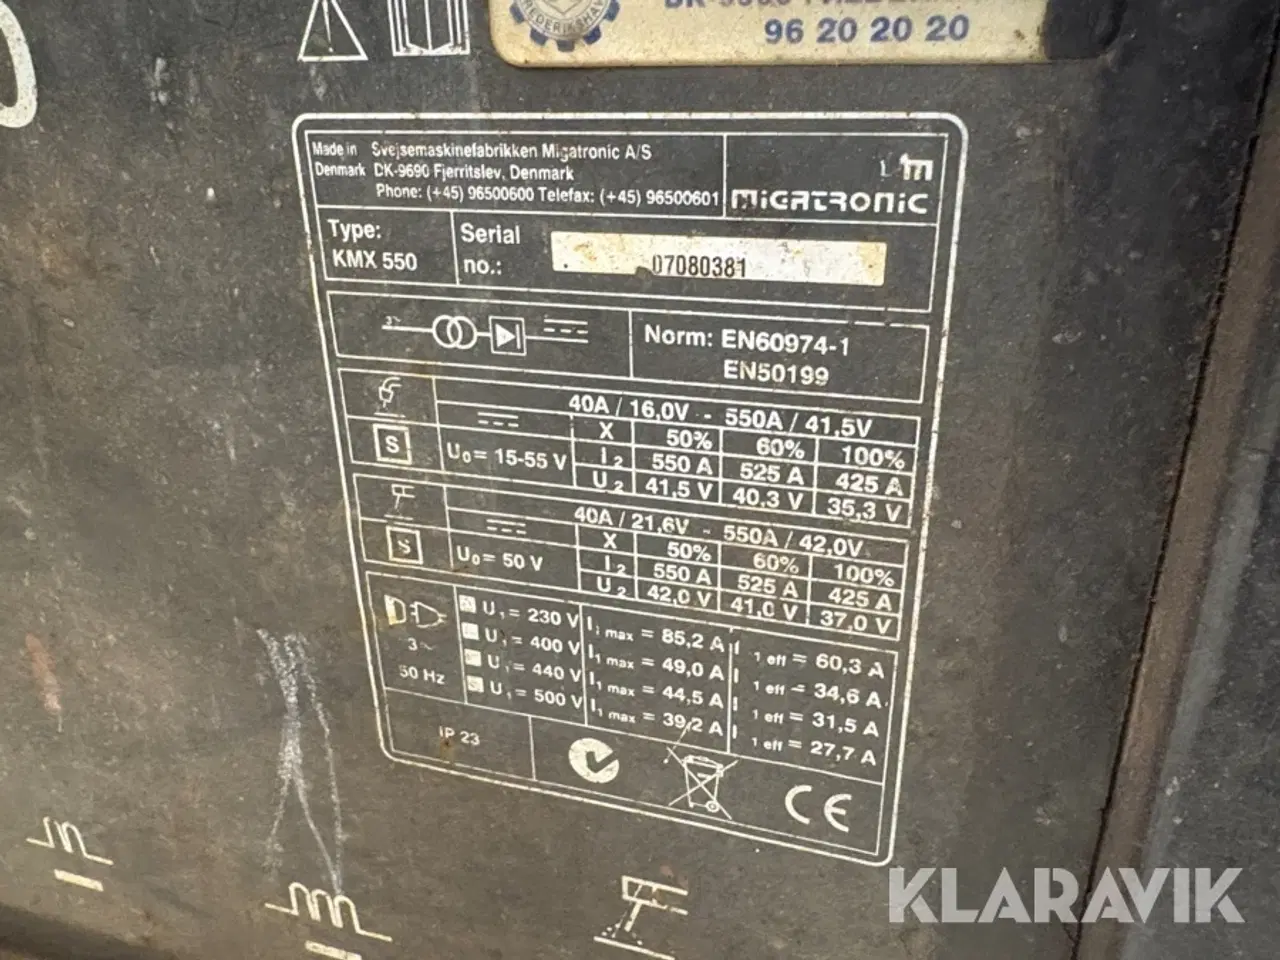 96 20 20 20
Made in Denmark
Svejsemaskinefabrikken Migatronic A/S
DK-9690 Fjerritslev, Denmark
Phone: (+45) 96500600 Telefax: (+45) 96500601
MIGATRONIC
Type:
KMX 550
Serial
no.:
07080381
3~
Norm: EN60974-1
EN50199
40A / 16,0V - 550A / 41,5V
S
U0 = 15-55 V
X 50% 60% 100%
I2 550 A 525 A 425 A
U2 41,5 V 40.3 V 35,3 V
40A / 21,6V - 550A / 42,0V
S
U0 = 50 V
X 50% 60% 100%
I2 550 A 525 A 425 A
U2 42,0 V 41,0 V 37,0 V
3~
50 Hz
U1 = 230 V I1 max = 85,2 A I1 eff = 60,3 A
U1 = 400 V I1 max = 49,0 A I1 eff = 34,6 A
U1 = 440 V I1 max = 44,5 A I1 eff = 31,5 A
U1 = 500 V I1 max = 39,2 A I1 eff = 27,7 A
IP 23
CE
KLARAVIK